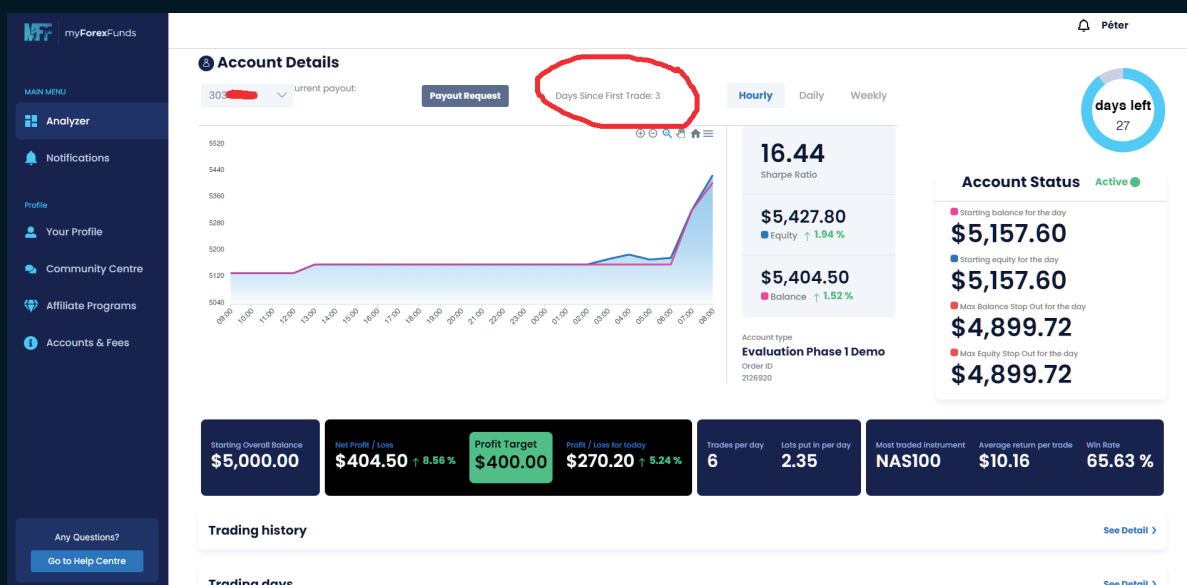 MFF myForexFunds
Péter
MAIN MENU
Analyzer
Notifications
Profile
Your Profile
Community Centre
Affiliate Programs
Accounts & Fees
Any Questions?
Go to Help Centre
Account Details
303
urrent payout:
Payout Request
Days Since First Trade: 3
Hourly Daily Weekly
5520
5440
5360
5280
5200
5120
5040
09:00 10:00 11:00 12:00 13:00 14:00 15:00 16:00 17:00 18:00 19:00 20:00 21:00 22:00 23:00 00:00 01:00 02:00 03:00 04:00 05:00 06:00 07:00 08:00
16.44
Sharpe Ratio
$5,427.80
Equity ↑ 1.94 %
$5,404.50
Balance ↑ 1.52 %
Account type
Evaluation Phase 1 Demo
Order ID
2126920
days left
27
Account Status Active
Starting balance for the day
$5,157.60
Starting equity for the day
$5,157.60
Max Balance Stop Out for the day
$4,899.72
Max Equity Stop Out for the day
$4,899.72
Starting Overall Balance
$5,000.00
Net Profit / Loss
$404.50 ↑ 8.56 %
Profit Target
$400.00
Profit / Loss for today
$270.20 ↑ 5.24 %
Trades per day
6
Lots put in per day
2.35
Most traded instrument
NAS100
Average return per trade
$10.16
Win Rate
65.63 %
Trading history
See Detail >
Trading days
See Detail >